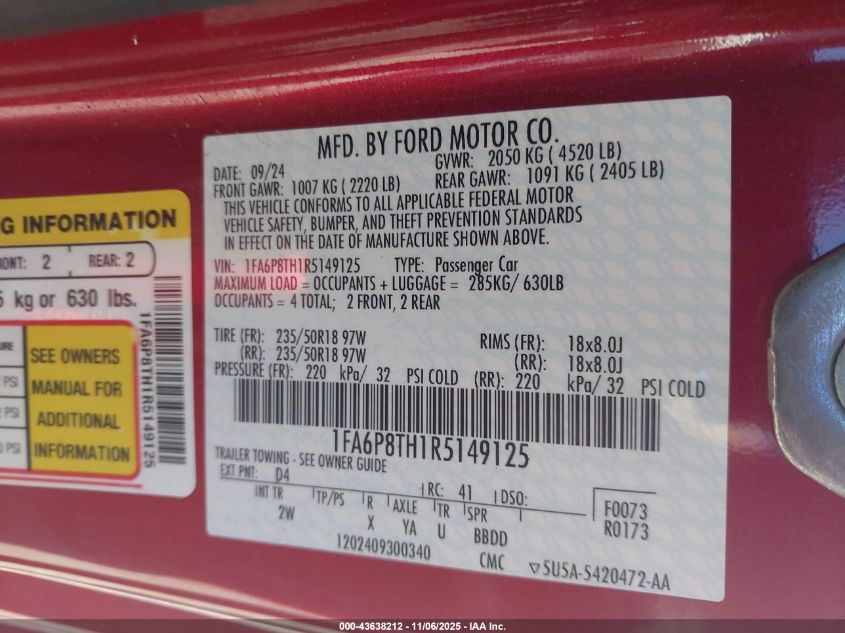 MFD. BY FORD MOTOR CO.
DATE: 09/24 GVWR: 2050 KG ( 4520 LB)
FRONT GAWR: 1007 KG ( 2220 LB) REAR GAWR: 1091 KG ( 2405 LB)
THIS VEHICLE CONFORMS TO ALL APPLICABLE FEDERAL MOTOR
VEHICLE SAFETY, BUMPER, AND THEFT PREVENTION STANDARDS
IN EFFECT ON THE DATE OF MANUFACTURE SHOWN ABOVE.
VIN: 1FA6P8TH1R5149125 TYPE: Passenger Car
MAXIMUM LOAD = OCCUPANTS + LUGGAGE = 285KG/ 630LB
OCCUPANTS = 4 TOTAL; 2 FRONT, 2 REAR
TIRE (FR): 235/50R18 97W RIMS (FR): 18x8.0J
(RR): 235/50R18 97W (RR): 18x8.0J
PRESSURE (FR): 220 kPa/ 32 PSI COLD (RR): 220 kPa/ 32 PSI COLD
1FA6P8TH1R5149125
TRAILER TOWING - SEE OWNER GUIDE
EXT PNT: D4 RC: 41 DSO: F0073
INT TR TP/PS R AXLE TR SPR R0173
2W X YA U BBDD
1202409300340 CMC ▽5U5A-5420472-AA
G INFORMATION
RONT: 2 REAR: 2
5 kg or 630 lbs.
1FA6P8TH1R5149125
SEE OWNERS
MANUAL FOR
ADDITIONAL
INFORMATION
URE
PSI
PSI
PSI
000-43638212 - 11/06/2025 - IAA Inc.